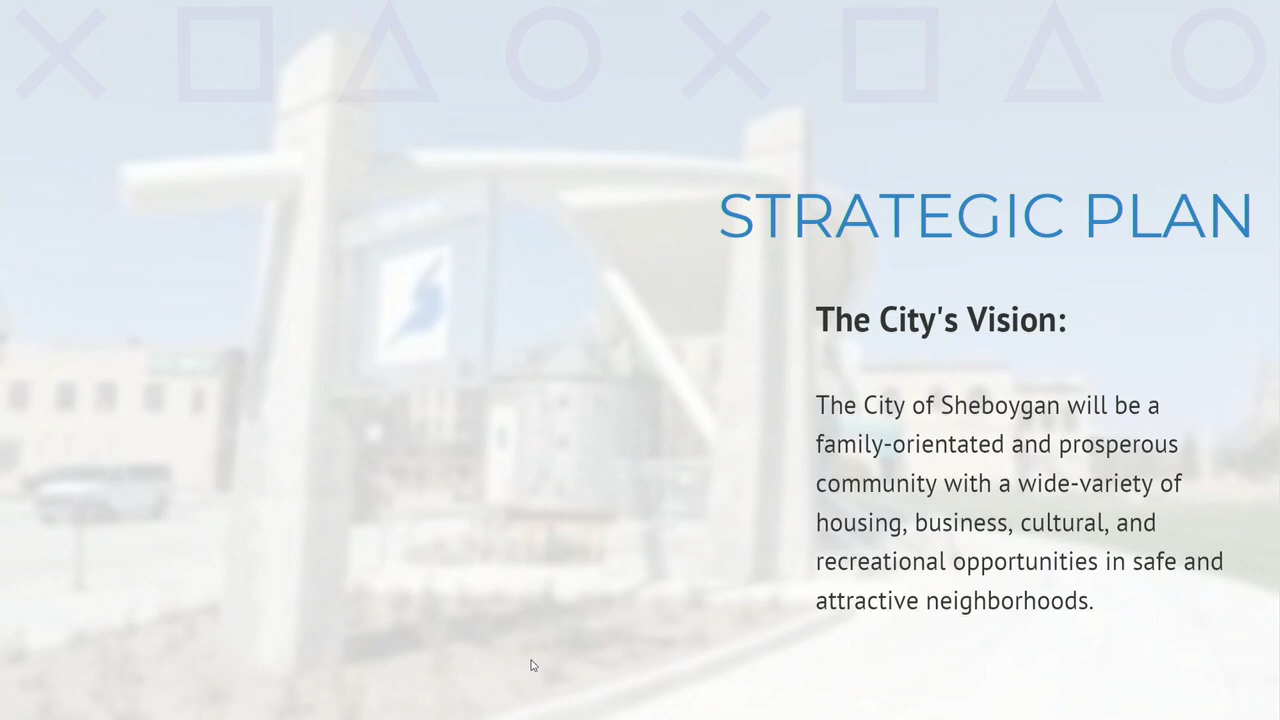 STRATEGIC PLAN
The City's Vision:
The City of Sheboygan will be a
family-orientated and prosperous
community with a wide-variety of
housing, business, cultural, and
recreational opportunities in safe and
attractive neighborhoods.